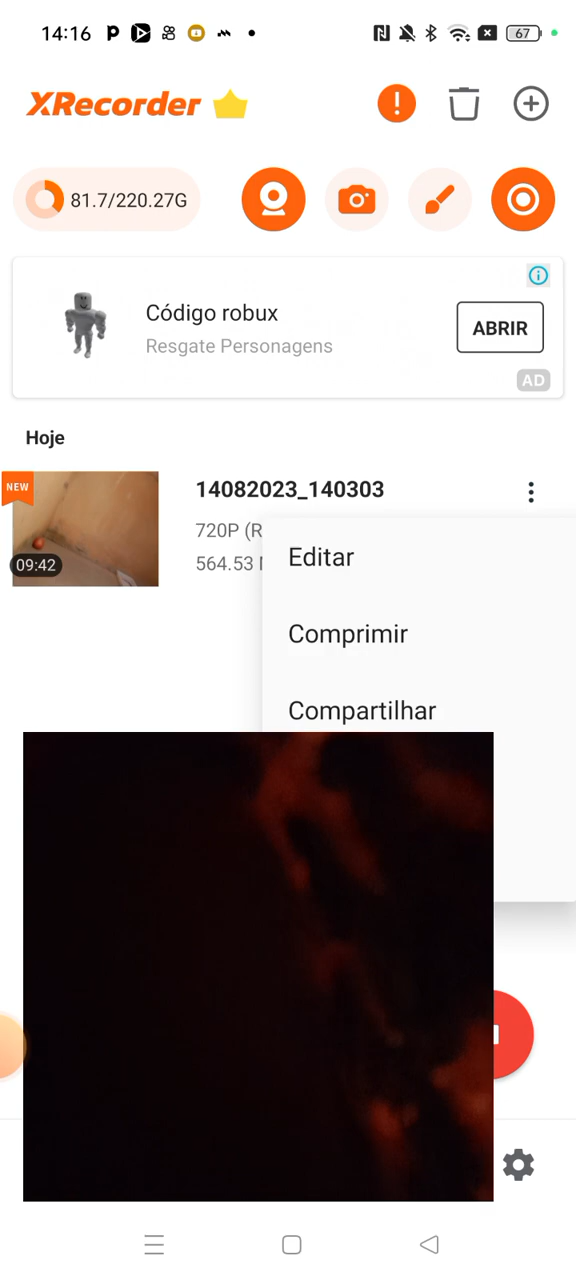 14:16
67
XRecorder
81.7/220.27G
Código robux
Resgate Personagens
ABRIR
AD
Hoje
NEW
14082023_140303
720P (R
564.53
09:42
Editar
Comprimir
Compartilhar